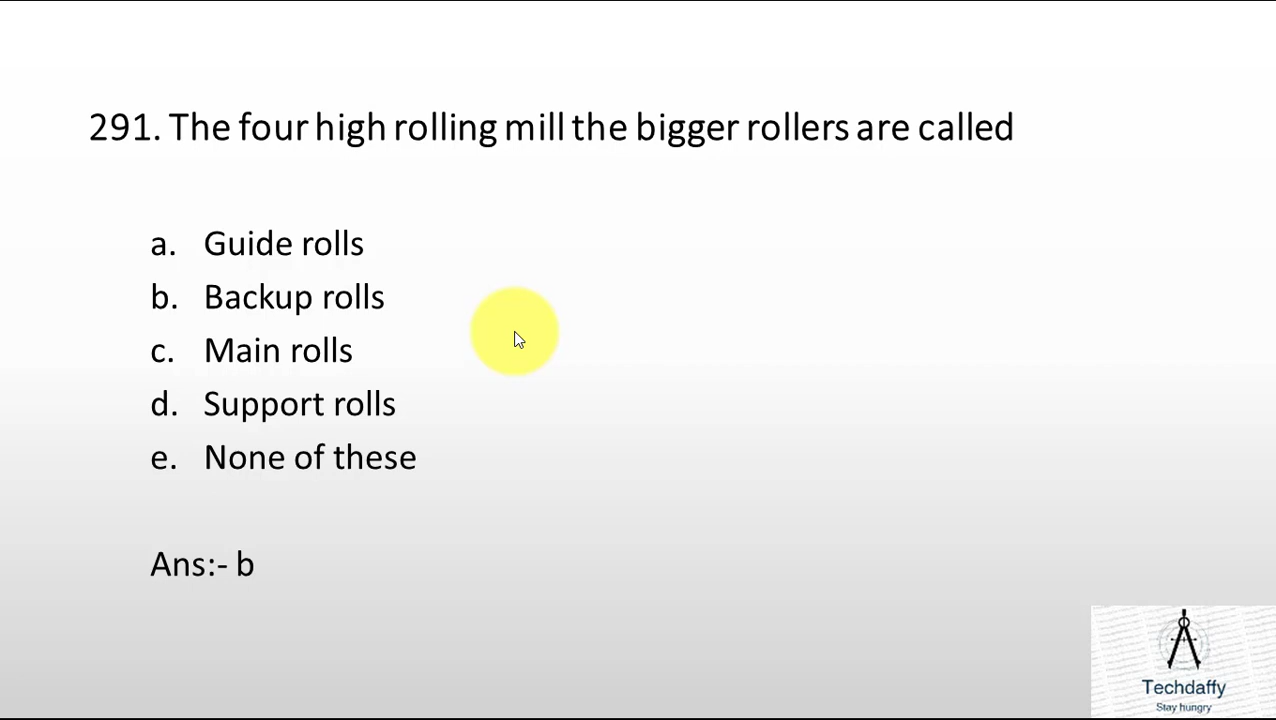 291. The four high rolling mill the bigger rollers are called
a. Guide rolls
b. Backup rolls
c. Main rolls
d. Support rolls
e. None of these
Ans:- b
Techdaffy
Stay hungry